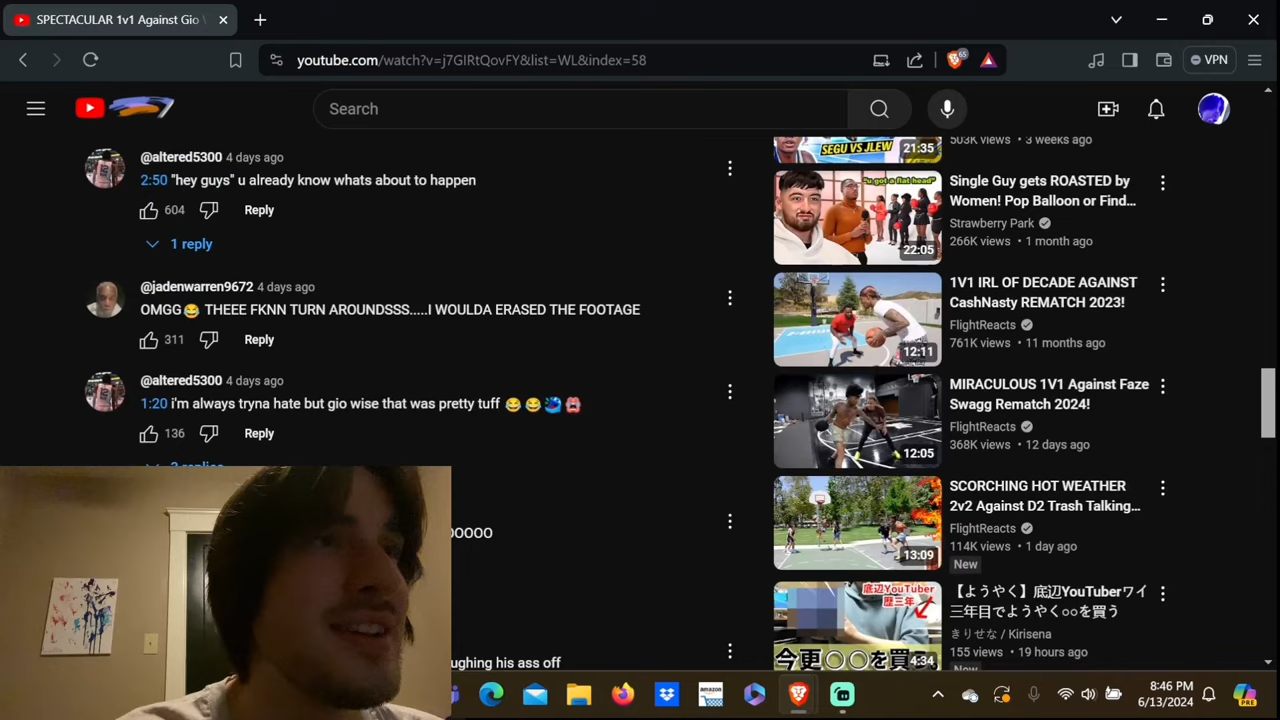 SPECTACULAR 1v1 Against Gio
youtube.com/watch?v=j7GIRtQovFY&list=WL&index=58
65
VPN
Search
@altered5300 4 days ago
2:50 "hey guys" u already know whats about to happen
604 Reply
1 reply
@jadenwarren9672 4 days ago
OMGG😂 THEEE FKNN TURN AROUNDSSS.....I WOULDA ERASED THE FOOTAGE
311 Reply
@altered5300 4 days ago
1:20 i'm always tryna hate but gio wise that was pretty tuff 😂 😂
136 Reply
ughing his ass off
503K views • 3 weeks ago
SEGU VS JLEW
21:35
"u got a flat head"
22:05
Single Guy gets ROASTED by
Women! Pop Balloon or Find...
Strawberry Park
266K views • 1 month ago
12:11
1V1 IRL OF DECADE AGAINST
CashNasty REMATCH 2023!
FlightReacts
761K views • 11 months ago
12:05
MIRACULOUS 1V1 Against Faze
Swagg Rematch 2024!
FlightReacts
368K views • 12 days ago
13:09
SCORCHING HOT WEATHER
2v2 Against D2 Trash Talking...
FlightReacts
114K views • 1 day ago
New
底辺YouTuber
歴三年
今更○○を買う
4:34
【ようやく】底辺YouTuberワイ
三年目でようやく○○を買う
きりせな / Kirisena
155 views • 19 hours ago
New
amazon
PRE
8:46 PM
6/13/2024